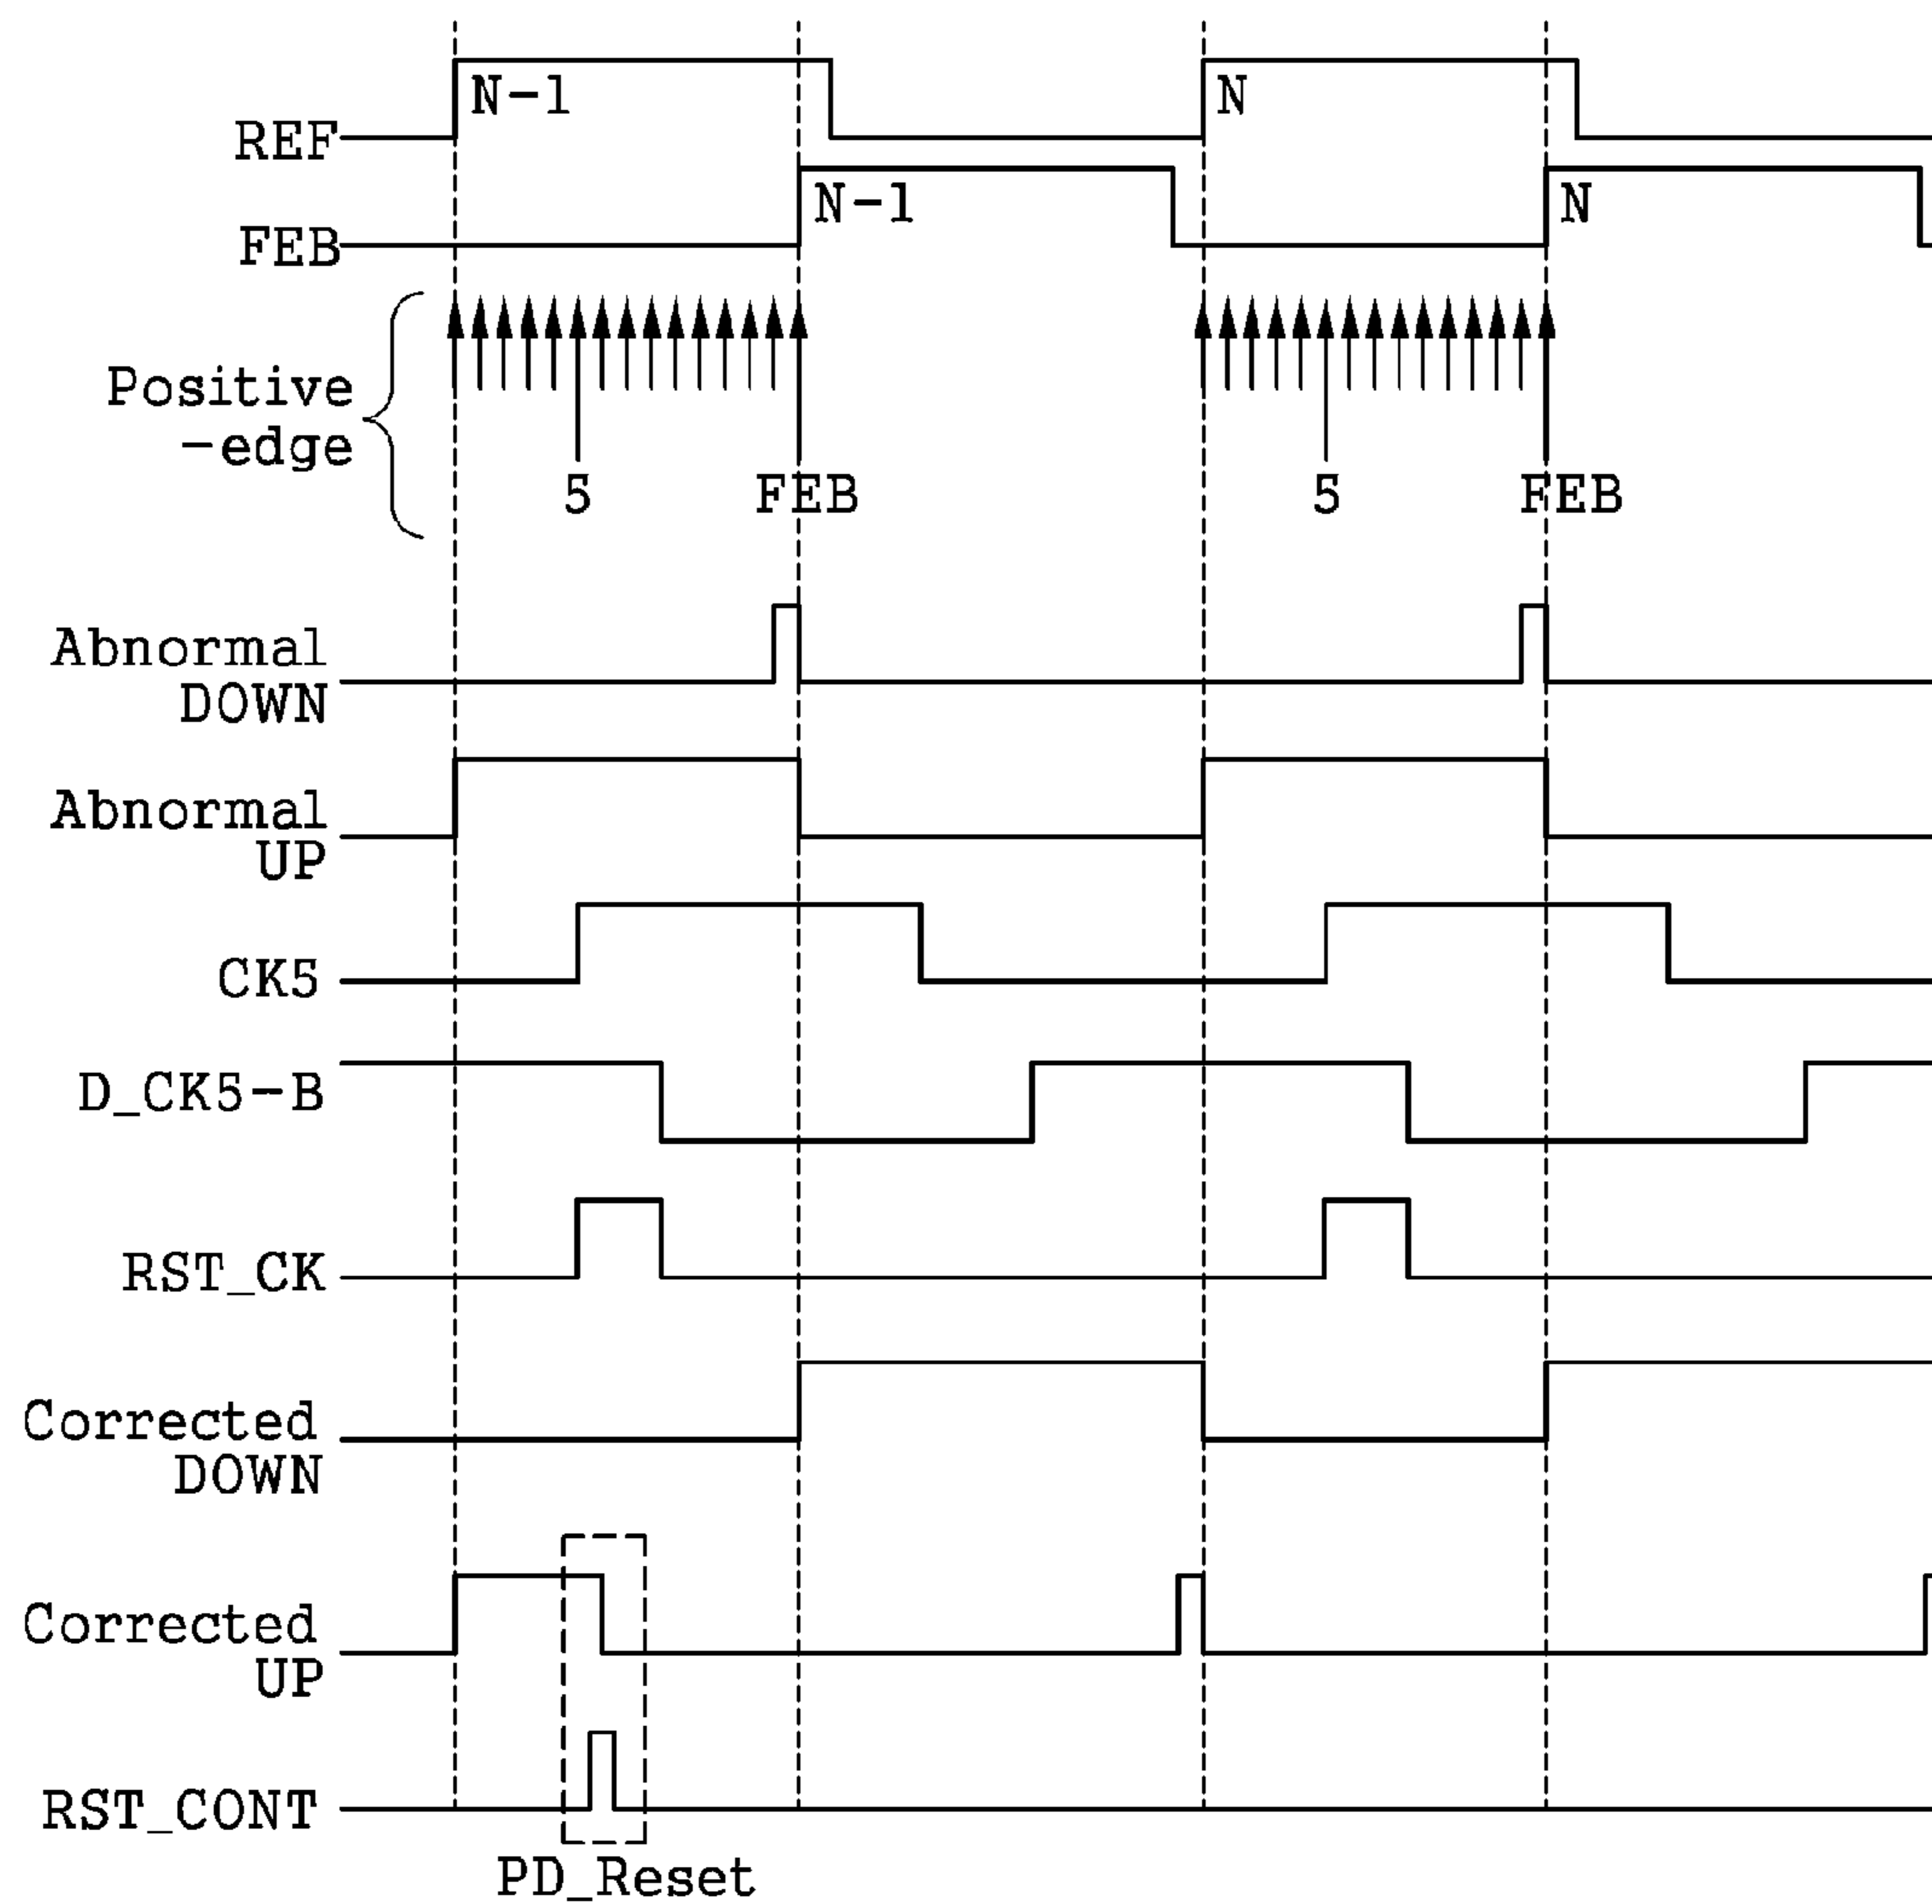 N-1
N
REF
N-1
N
FEB
Positive
-edge
5
FEB
5
FEB
Abnormal
DOWN
Abnormal
UP
CK5
D_CK5-B
RST_CK
Corrected
DOWN
Corrected
UP
RST_CONT
PD_Reset